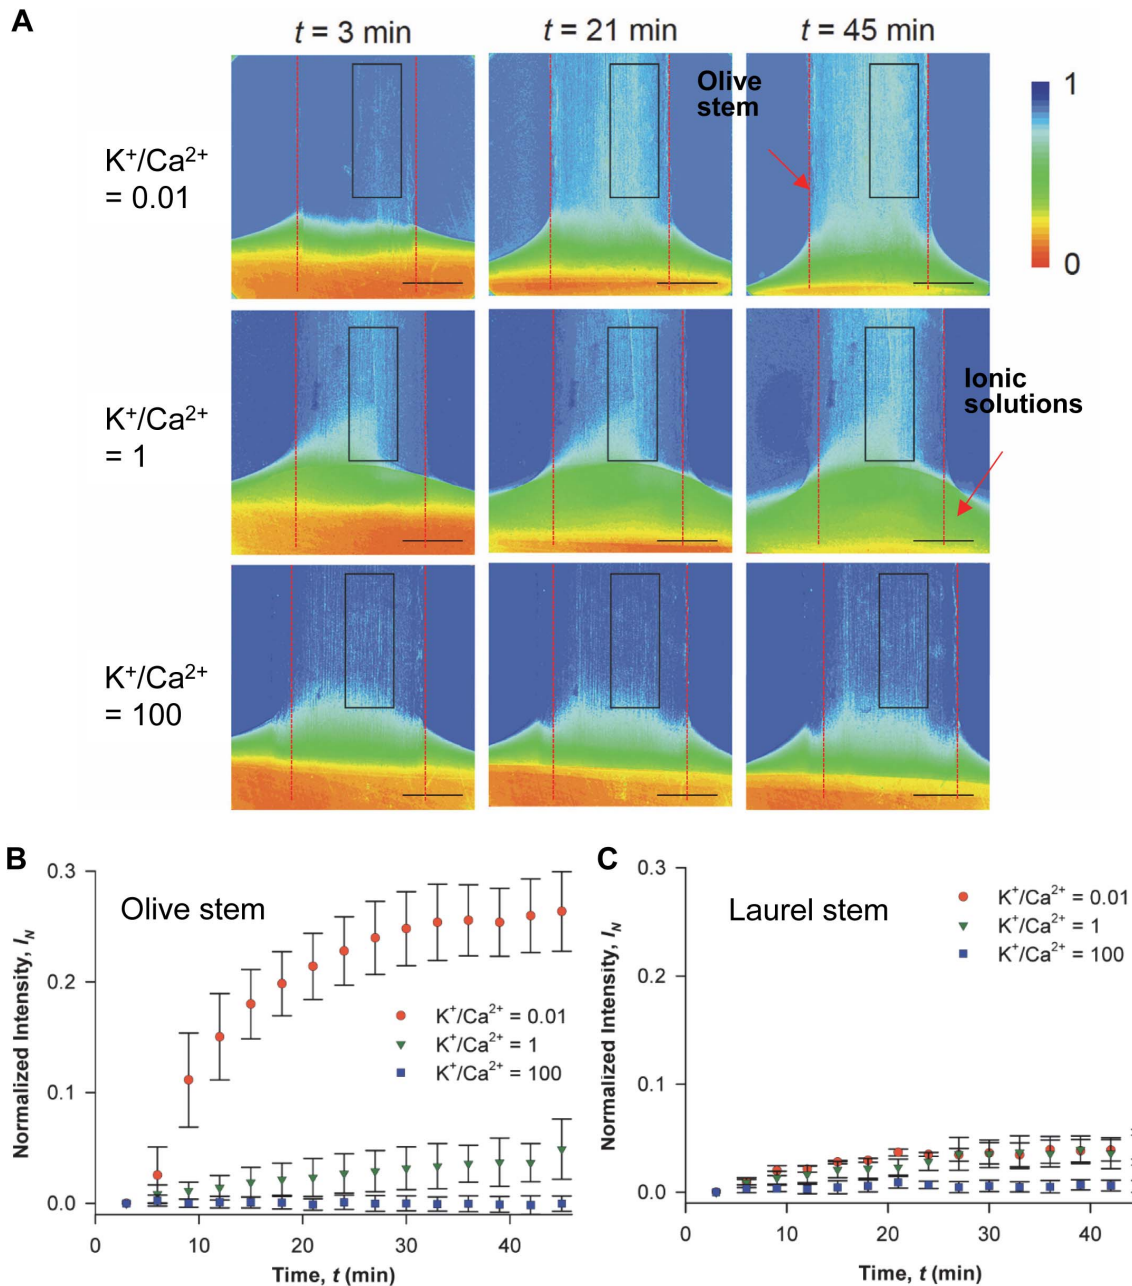 A
t = 3 min
t = 21 min
t = 45 min
Olive
stem
1
0
K⁺/Ca²⁺
= 0.01
K⁺/Ca²⁺
= 1
Ionic
solutions
K⁺/Ca²⁺
= 100
B
Olive stem
0.3
0.2
0.1
0.0
Normalized Intensity, I_N
K⁺/Ca²⁺ = 0.01
K⁺/Ca²⁺ = 1
K⁺/Ca²⁺ = 100
0
10
20
30
40
Time, t (min)
C
Laurel stem
0.3
0.2
0.1
0.0
Normalized Intensity, I_N
K⁺/Ca²⁺ = 0.01
K⁺/Ca²⁺ = 1
K⁺/Ca²⁺ = 100
0
10
20
30
40
Time, t (min)